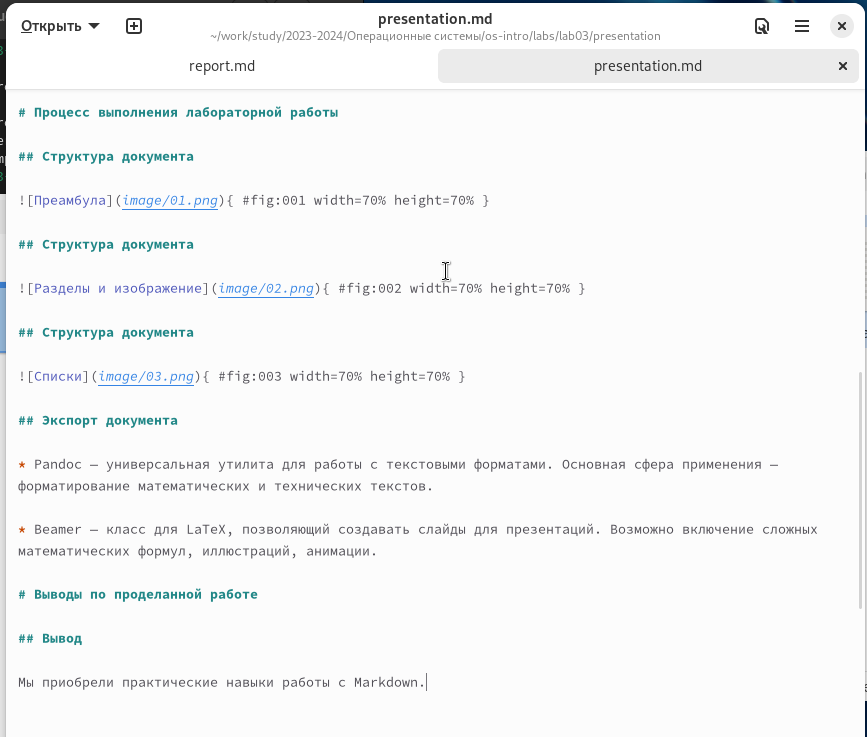 Открыть
presentation.md
~/work/study/2023-2024/Операционные системы/os-intro/labs/lab03/presentation
report.md
presentation.md
# Процесс выполнения лабораторной работы
## Структура документа
![Преамбула](image/01.png){ #fig:001 width=70% height=70% }
## Структура документа
![Разделы и изображение](image/02.png){ #fig:002 width=70% height=70% }
## Структура документа
![Списки](image/03.png){ #fig:003 width=70% height=70% }
## Экспорт документа
* Pandoc — универсальная утилита для работы с текстовыми форматами. Основная сфера применения —
форматирование математических и технических текстов.
* Beamer — класс для LaTeX, позволяющий создавать слайды для презентаций. Возможно включение сложных
математических формул, иллюстраций, анимации.
# Выводы по проделанной работе
## Вывод
Мы приобрели практические навыки работы с Markdown.